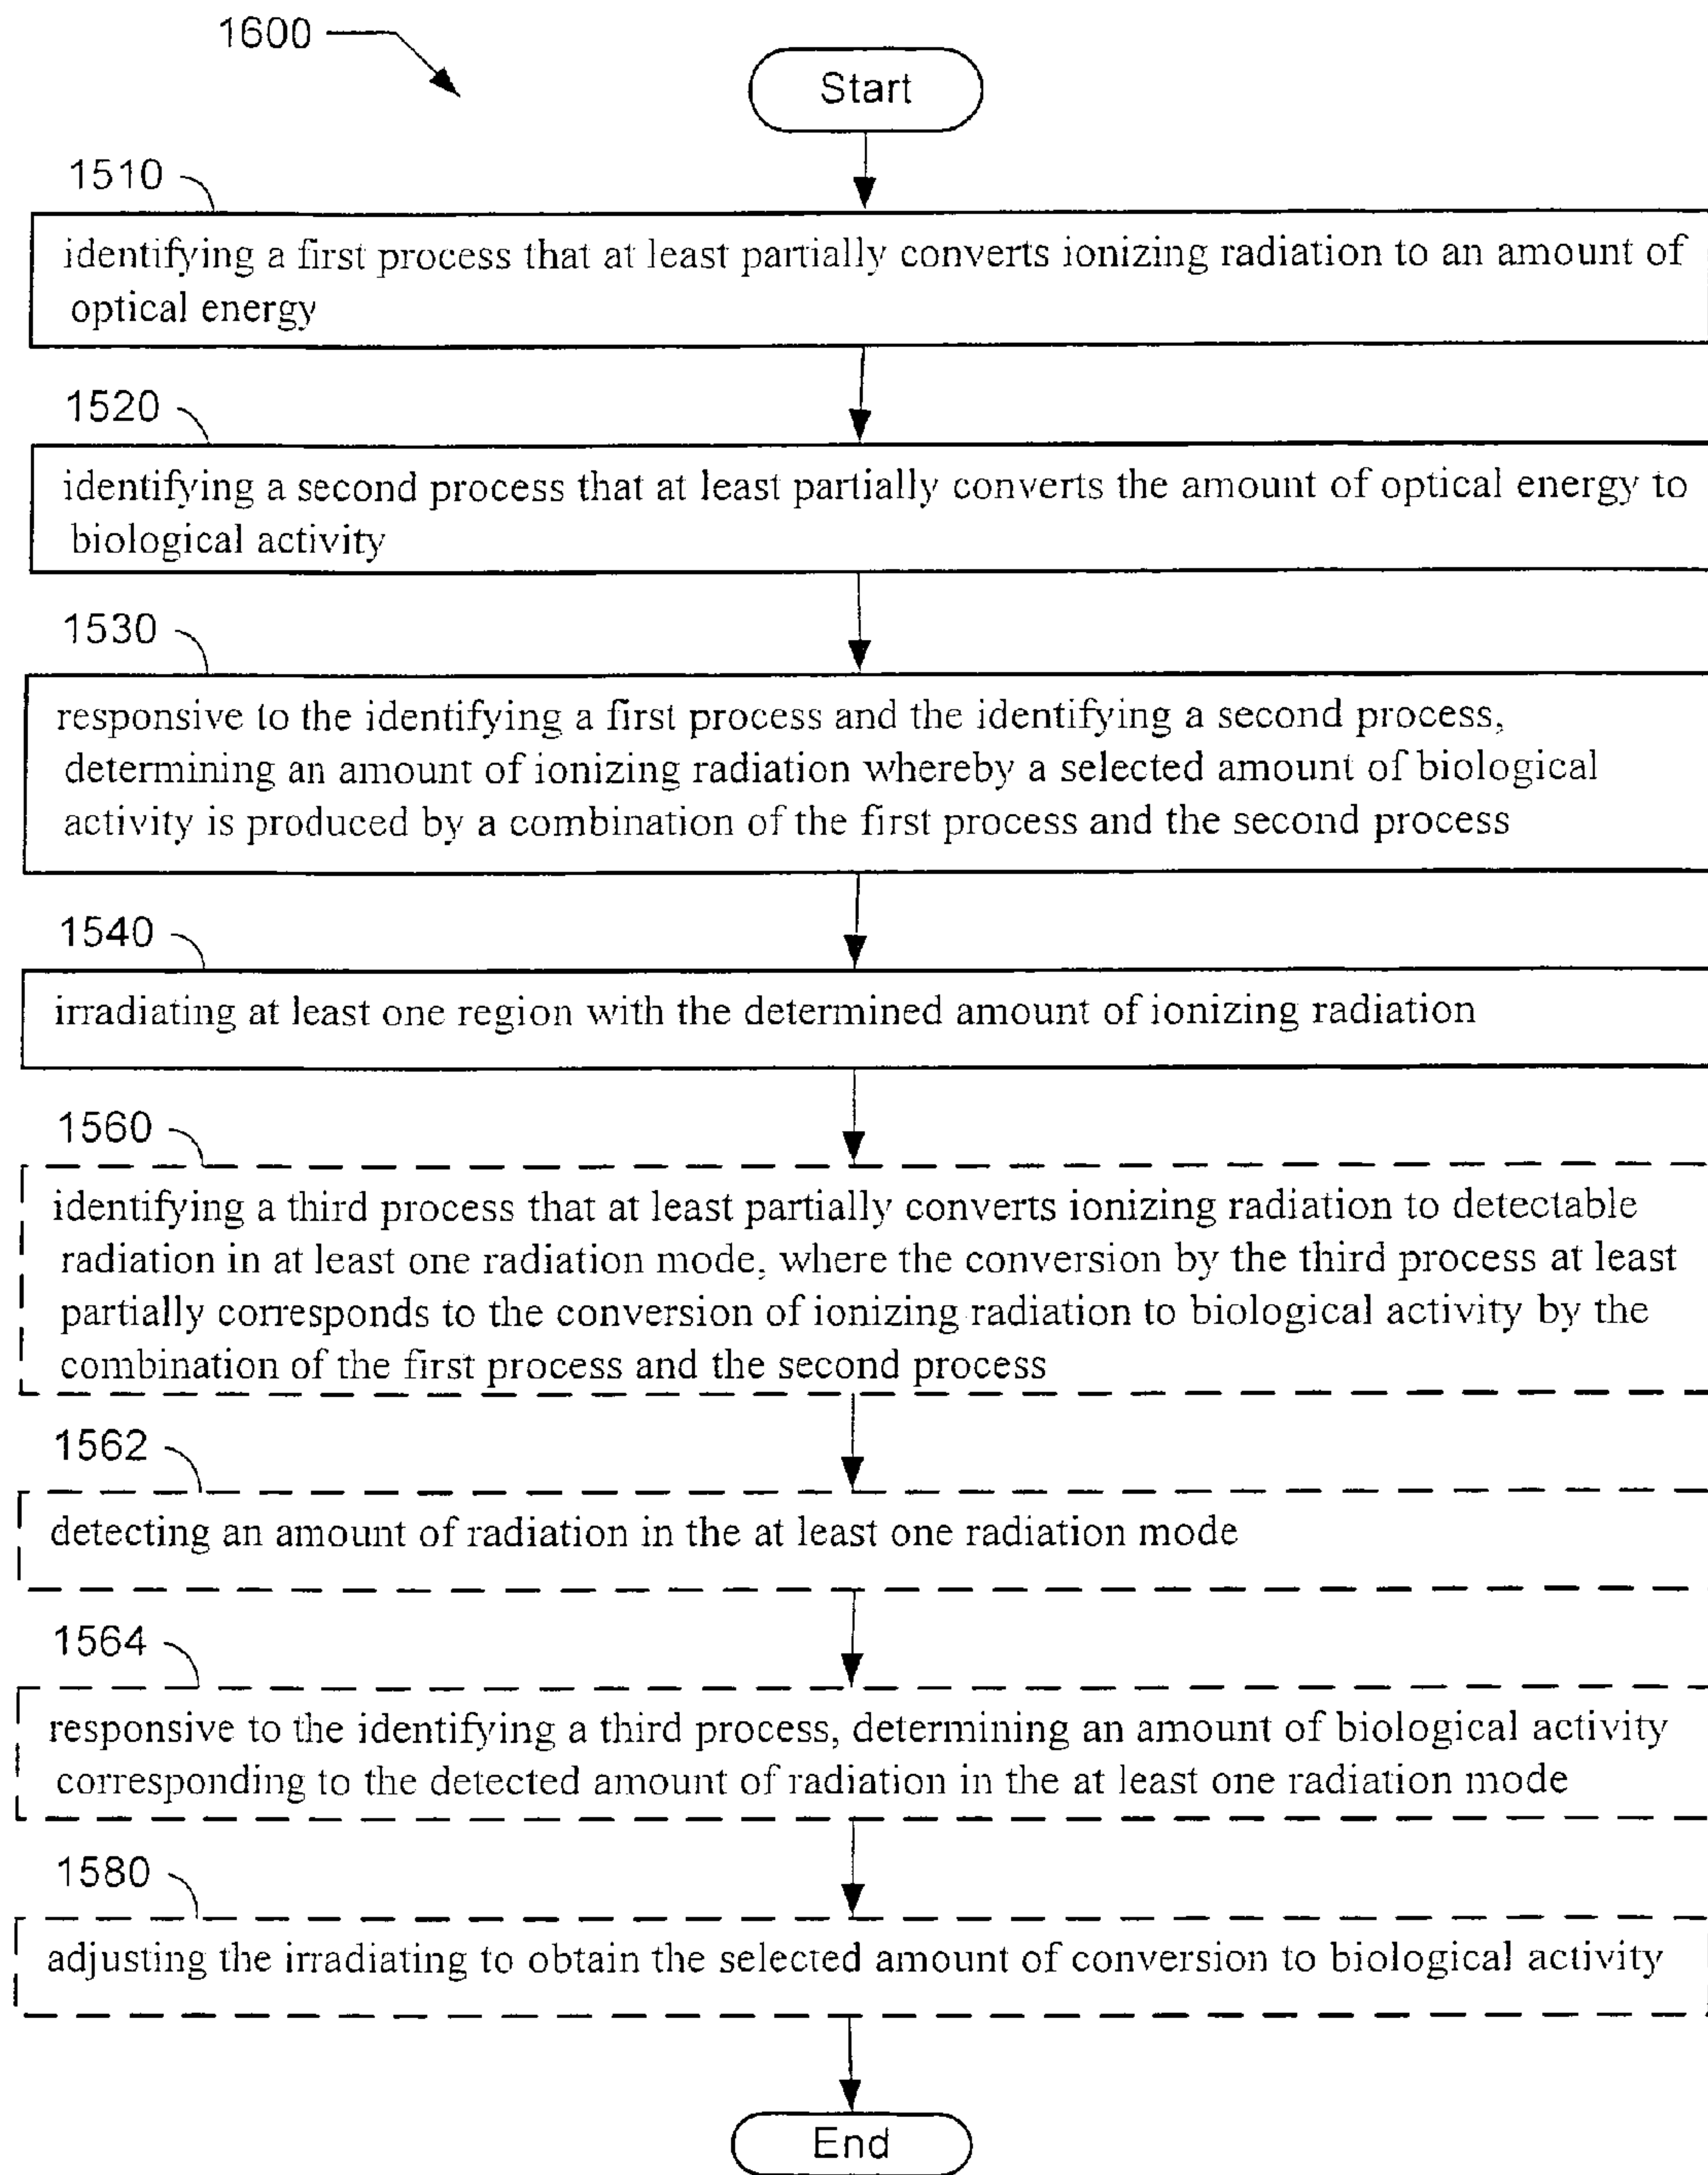 1600
Start
1510
identifying a first process that at least partially converts ionizing radiation to an amount of
optical energy
1520
identifying a second process that at least partially converts the amount of optical energy to
biological activity
1530
responsive to the identifying a first process and the identifying a second process,
determining an amount of ionizing radiation whereby a selected amount of biological
activity is produced by a combination of the first process and the second process
1540
irradiating at least one region with the determined amount of ionizing radiation
1560
identifying a third process that at least partially converts ionizing radiation to detectable
radiation in at least one radiation mode, where the conversion by the third process at least
partially corresponds to the conversion of ionizing radiation to biological activity by the
combination of the first process and the second process
1562
detecting an amount of radiation in the at least one radiation mode
1564
responsive to the identifying a third process, determining an amount of biological activity
corresponding to the detected amount of radiation in the at least one radiation mode
1580
adjusting the irradiating to obtain the selected amount of conversion to biological activity
End